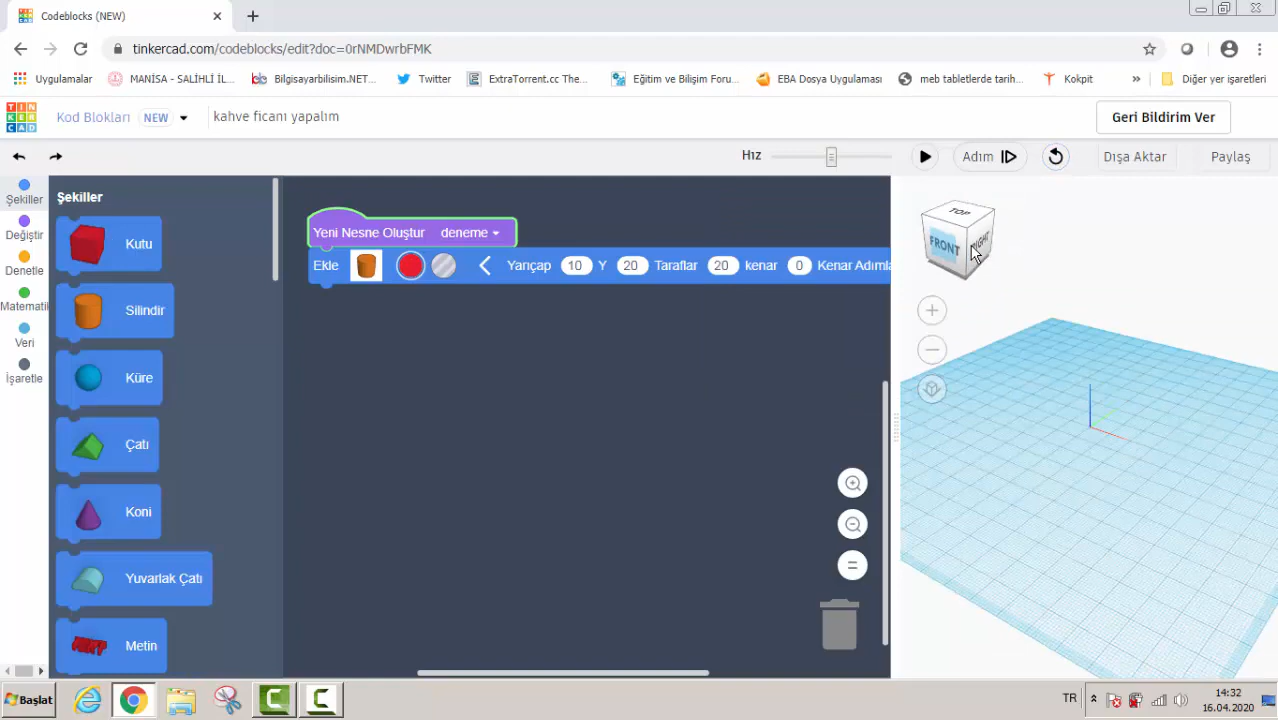 Codeblocks (NEW)
tinkercad.com/codeblocks/edit?doc=0rNMDwrbFMK
Uygulamalar
MANİSA - SALİHLİ İL...
Bilgisayarbilisim.NET...
Twitter
ExtraTorrent.cc The...
Eğitim ve Bilişim Foru...
EBA Dosya Uygulaması
meb tabletlerde tarih...
Kokpit
»
Diğer yer işaretleri
TIN
KER
CAD
Kod Blokları
NEW
kahve ficanı yapalım
Geri Bildirim Ver
Hız
Adım
Dışa Aktar
Paylaş
Şekiller
Değiştir
Denetle
Matematik
Veri
İşaretle
Şekiller
Kutu
Silindir
Küre
Çatı
Koni
Yuvarlak Çatı
Metin
Yeni Nesne Oluştur deneme
Ekle Yarıçap 10 Y 20 Taraflar 20 kenar 0 Kenar Adımla
TOP
FRONT
RIGHT
Başlat
TR
14:32
16.04.2020